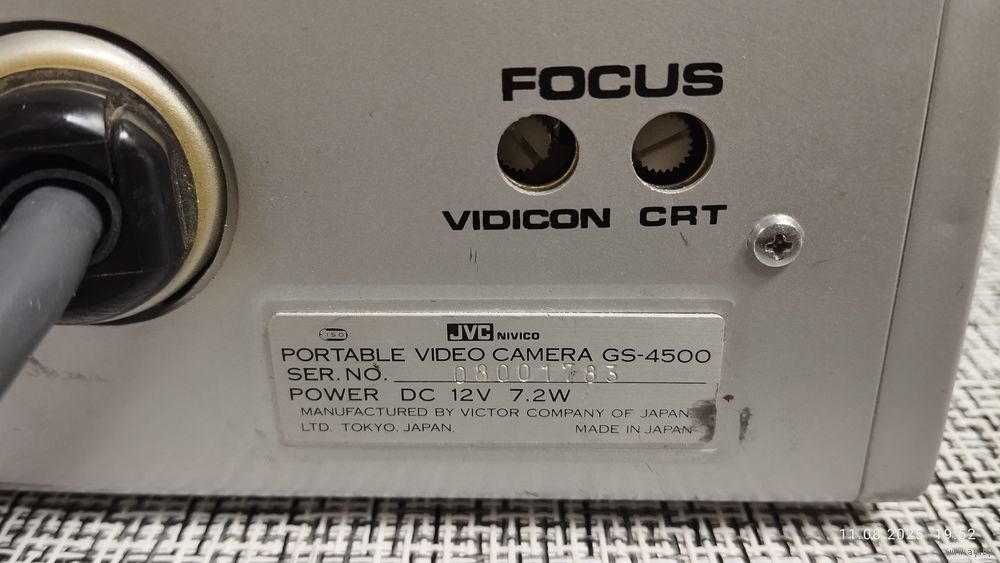 FOCUS
VIDICON CRT
JVC NIVICO
PORTABLE VIDEO CAMERA GS-4500
SER. NO. 08001783
POWER DC 12V 7.2W
MANUFACTURED BY VICTOR COMPANY OF JAPAN
LTD. TOKYO, JAPAN. MADE IN JAPAN
11.08.2025 19:52